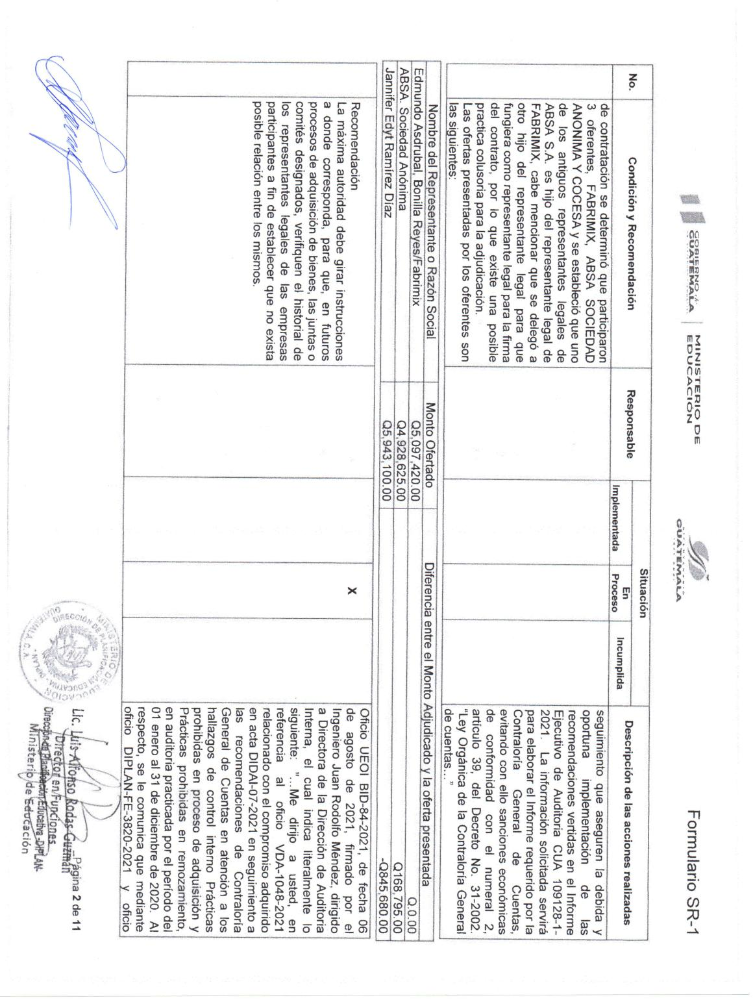 GOBIERNO de
GUATEMALA
MINISTERIO DE
EDUCACIÓN
GUATEMALA
Formulario SR-1
No.
Condición y Recomendación
Responsable
Situación
Implementada
En
Proceso
Incumplida
Descripción de las acciones realizadas
de contratación se determinó que participaron
3 oferentes, FABRIMIX, ABSA SOCIEDAD
ANONIMA Y COCESA y se estableció que uno
de los antiguos representantes legales de
ABSA S.A. es hijo del representante legal de
FABRIMIX, cabe mencionar que se delegó a
otro hijo del representante legal para que
fungiera como representante legal para la firma
del contrato, por lo que existe una posible
practica colusoria para la adjudicación.
Las ofertas presentadas por los oferentes son
las siguientes:
seguimiento que aseguren la debida y
oportuna implementación de las
recomendaciones vertidas en el Informe
Ejecutivo de Auditoria CUA 109128-1-
2021. La información solicitada servirá
para elaborar el Informe requerido por la
Contraloría General de Cuentas,
evitando con ello sanciones económicas
de conformidad con el numeral 2,
artículo 39, del Decreto No. 31-2002.
“Ley Orgánica de la Contraloría General
de cuentas...”
Nombre del Representante o Razón Social
Monto Ofertado
Diferencia entre el Monto Adjudicado y la oferta presentada
Edmundo Asdrubal, Bonilla Reyes/Fabrimix
Q5,097,420.00
Q.0.00
ABSA. Sociedad Anónima
Q4,928,625.00
Q168,795.00
Jannifer Edyt Ramírez Díaz
Q5,943,100.00
-Q845,680.00
Recomendación
La máxima autoridad debe girar instrucciones
a donde corresponda, para que, en futuros
procesos de adquisición de bienes, las juntas o
comités designados, verifiquen el historial de
los representantes legales de las empresas
participantes a fin de establecer que no exista
posible relación entre los mismos.
X
Oficio UEOI BID-84-2021, de fecha 06
de agosto de 2021, firmado por el
Ingeniero Juan Rodolfo Méndez, dirigido
a Directora de la Dirección de Auditoria
Interna, el cual indica literalmente lo
siguiente: "...Me dirijo a usted, en
referencia al oficio VDA-1048-2021
relacionado con el compromiso adquirido
en acta DIDAI-07-2021 en seguimiento a
las recomendaciones de Contraloría
General de Cuentas en atención a los
hallazgos de control interno Prácticas
prohibidas en proceso de adquisición y
Prácticas prohibidas en remozamiento,
en auditoria practicada por el período del
01 enero al 31 de diciembre de 2020. Al
respecto, se le comunica que mediante
oficio DIPLAN-FE-3820-2021 y oficio
MINISTERIO DE EDUCACIÓN
DIRECCIÓN DE PLANIFICACIÓN EDUCATIVA - DIPLAN -
GUATEMALA, C. A.
Página 2 de 11
Lic. Luis Alfonso Rodas Guzmán
Director en Funciones
Dirección de Planificación Educativa -DIPLAN-
Ministerio de Educación